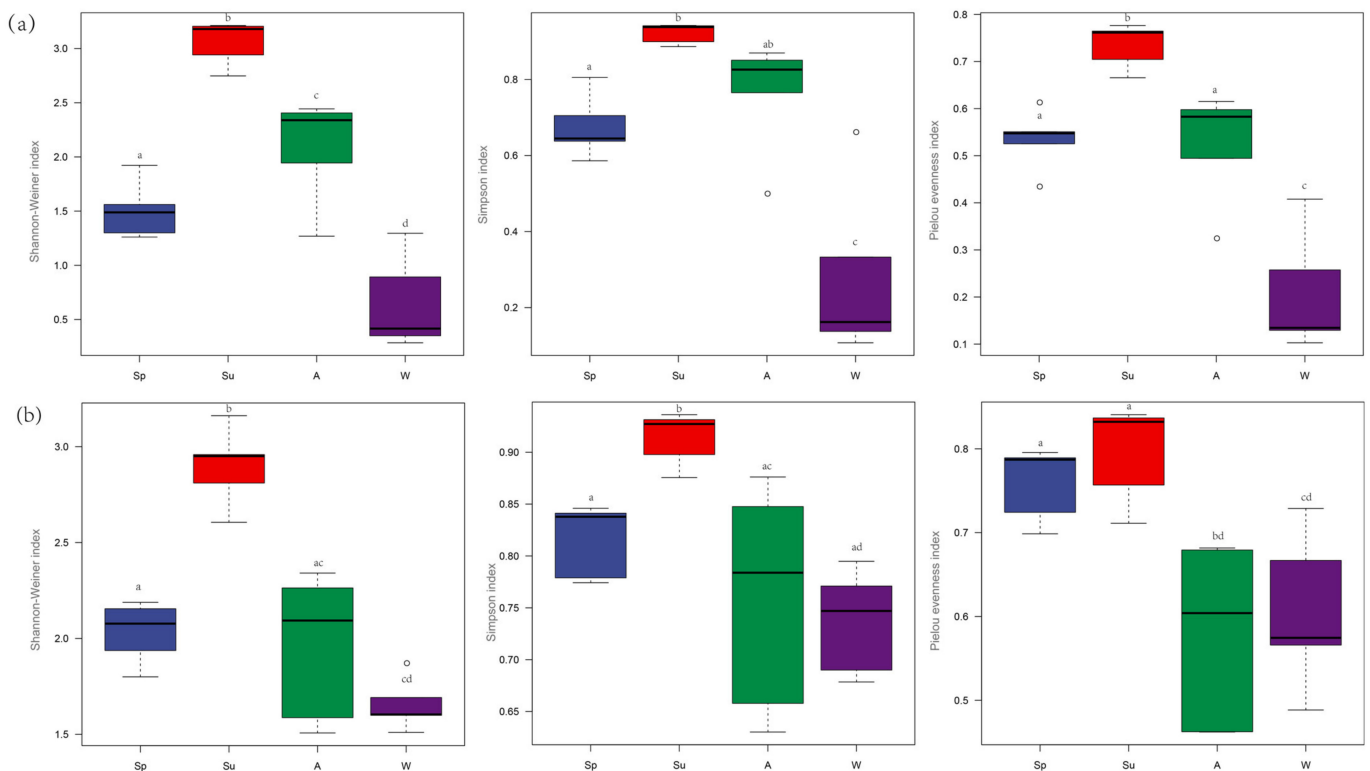 (a)
Shannon-Weiner index
3.0
2.5
2.0
1.5
1.0
0.5
a
b
c
d
Sp Su A W
Simpson index
0.8
0.6
0.4
0.2
a
b
ab
c
Sp Su A W
Pielou evenness index
0.8
0.7
0.6
0.5
0.4
0.3
0.2
0.1
a
b
a
c
Sp Su A W
(b)
Shannon-Weiner index
3.0
2.5
2.0
1.5
a
b
ac
cd
Sp Su A W
Simpson index
0.90
0.85
0.80
0.75
0.70
0.65
a
b
ac
ad
Sp Su A W
Pielou evenness index
0.8
0.7
0.6
0.5
a
a
bd
cd
Sp Su A W